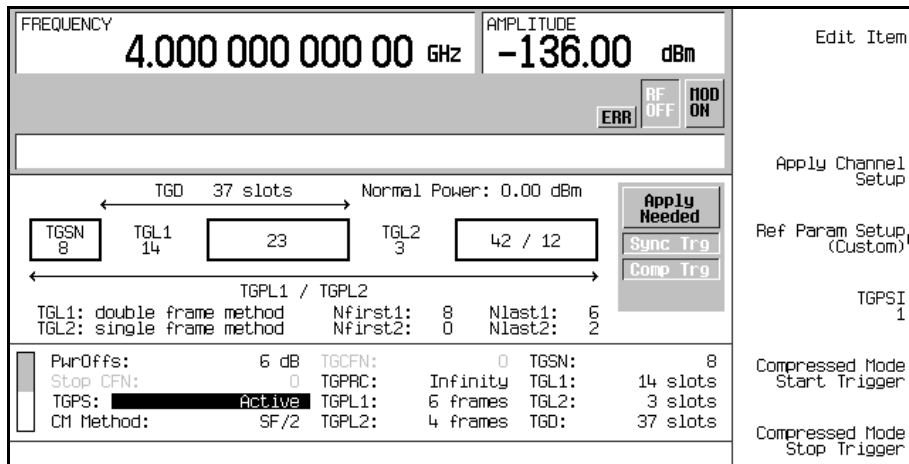 FREQUENCY
4.000 000 000 00 GHz
AMPLITUDE
-136.00 dBm
ERR
RF OFF
MOD ON
TGD 37 slots
Normal Power: 0.00 dBm
TGSN 8
TGL1 14
23
TGL2 3
42 / 12
TGPL1 / TGPL2
TGL1: double frame method Nfirst1: 8 Nlast1: 6
TGL2: single frame method Nfirst2: 0 Nlast2: 2
Apply Needed
Sync Trg
Comp Trg
PwrOffs: 6 dB TGCFN: 0 TGSN: 8
Stop CFN: 0 TGPRC: Infinity TGL1: 14 slots
TGPS: Active TGPL1: 6 frames TGL2: 3 slots
CM Method: SF/2 TGPL2: 4 frames TGD: 37 slots
Edit Item
Apply Channel
Setup
Ref Param Setup
(Custom)
TGPSI
1
Compressed Mode
Start Trigger
Compressed Mode
Stop Trigger